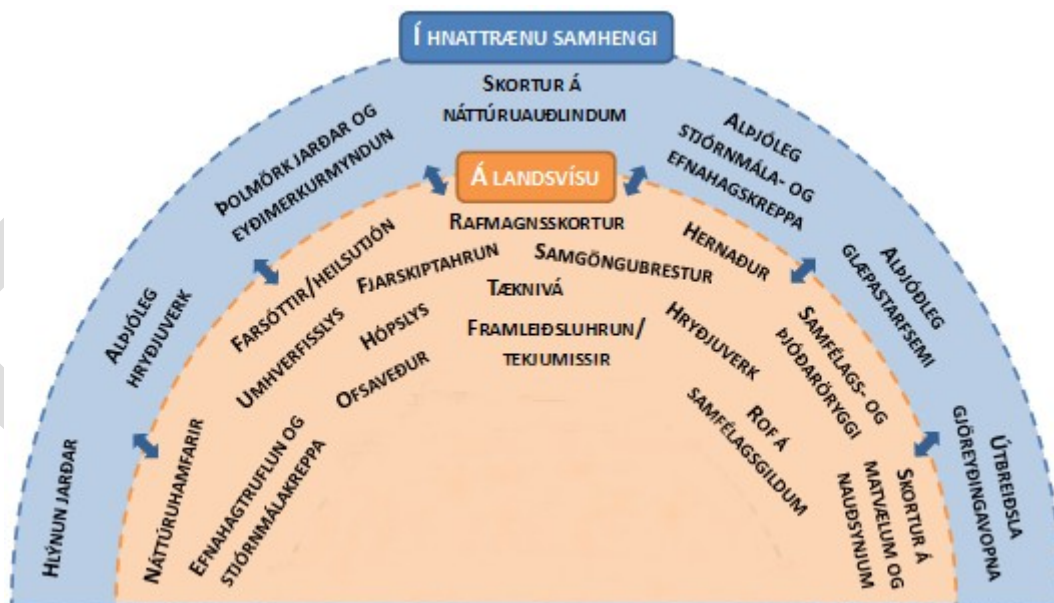 Í HNATTRÆNU SAMHENGI
SKORTUR Á
NÁTTÚRUAUÐLINDUM
HLÝNUN JARÐAR
ALÞJÓLEG
HRYÐJUVERK
ÞOLMÖRK JARÐAR OG
EYÐIMERKURMYNDUN
ALÞJÓLEG
STJÓRNMÁLA- OG
EFNAHAGSKREPPA
ALÞJÓÐLEG
GLÆPASTARFSEMI
ÚTBREIÐSLA
GJÖREYÐINGAVOPNA
Á LANDSVÍSU
RAFMAGNSSKORTUR
FARSÓTTIR/HEILSUTJÓN
FJARSKIPTAHRUN
SAMGÖNGUBRESTUR
HERNAÐUR
TÆKNIVÁ
UMHVERFISSLYS
HÓPSLYS
FRAMLEIÐSLUHRUN/
TEKJUMISSIR
HRYÐJUVERK
SAMFÉLAGS- OG
ÞJÓÐARÖRYGGI
OFSAVEÐUR
NÁTTÚRUHAMFARIR
EFNAHAGTRUFLUN OG
STJÓRNMÁLAKREPPA
ROF Á
SAMFÉLAGSGILDUM
SKORTUR Á
MATVÆLUM OG
NAUÐSYNJUM